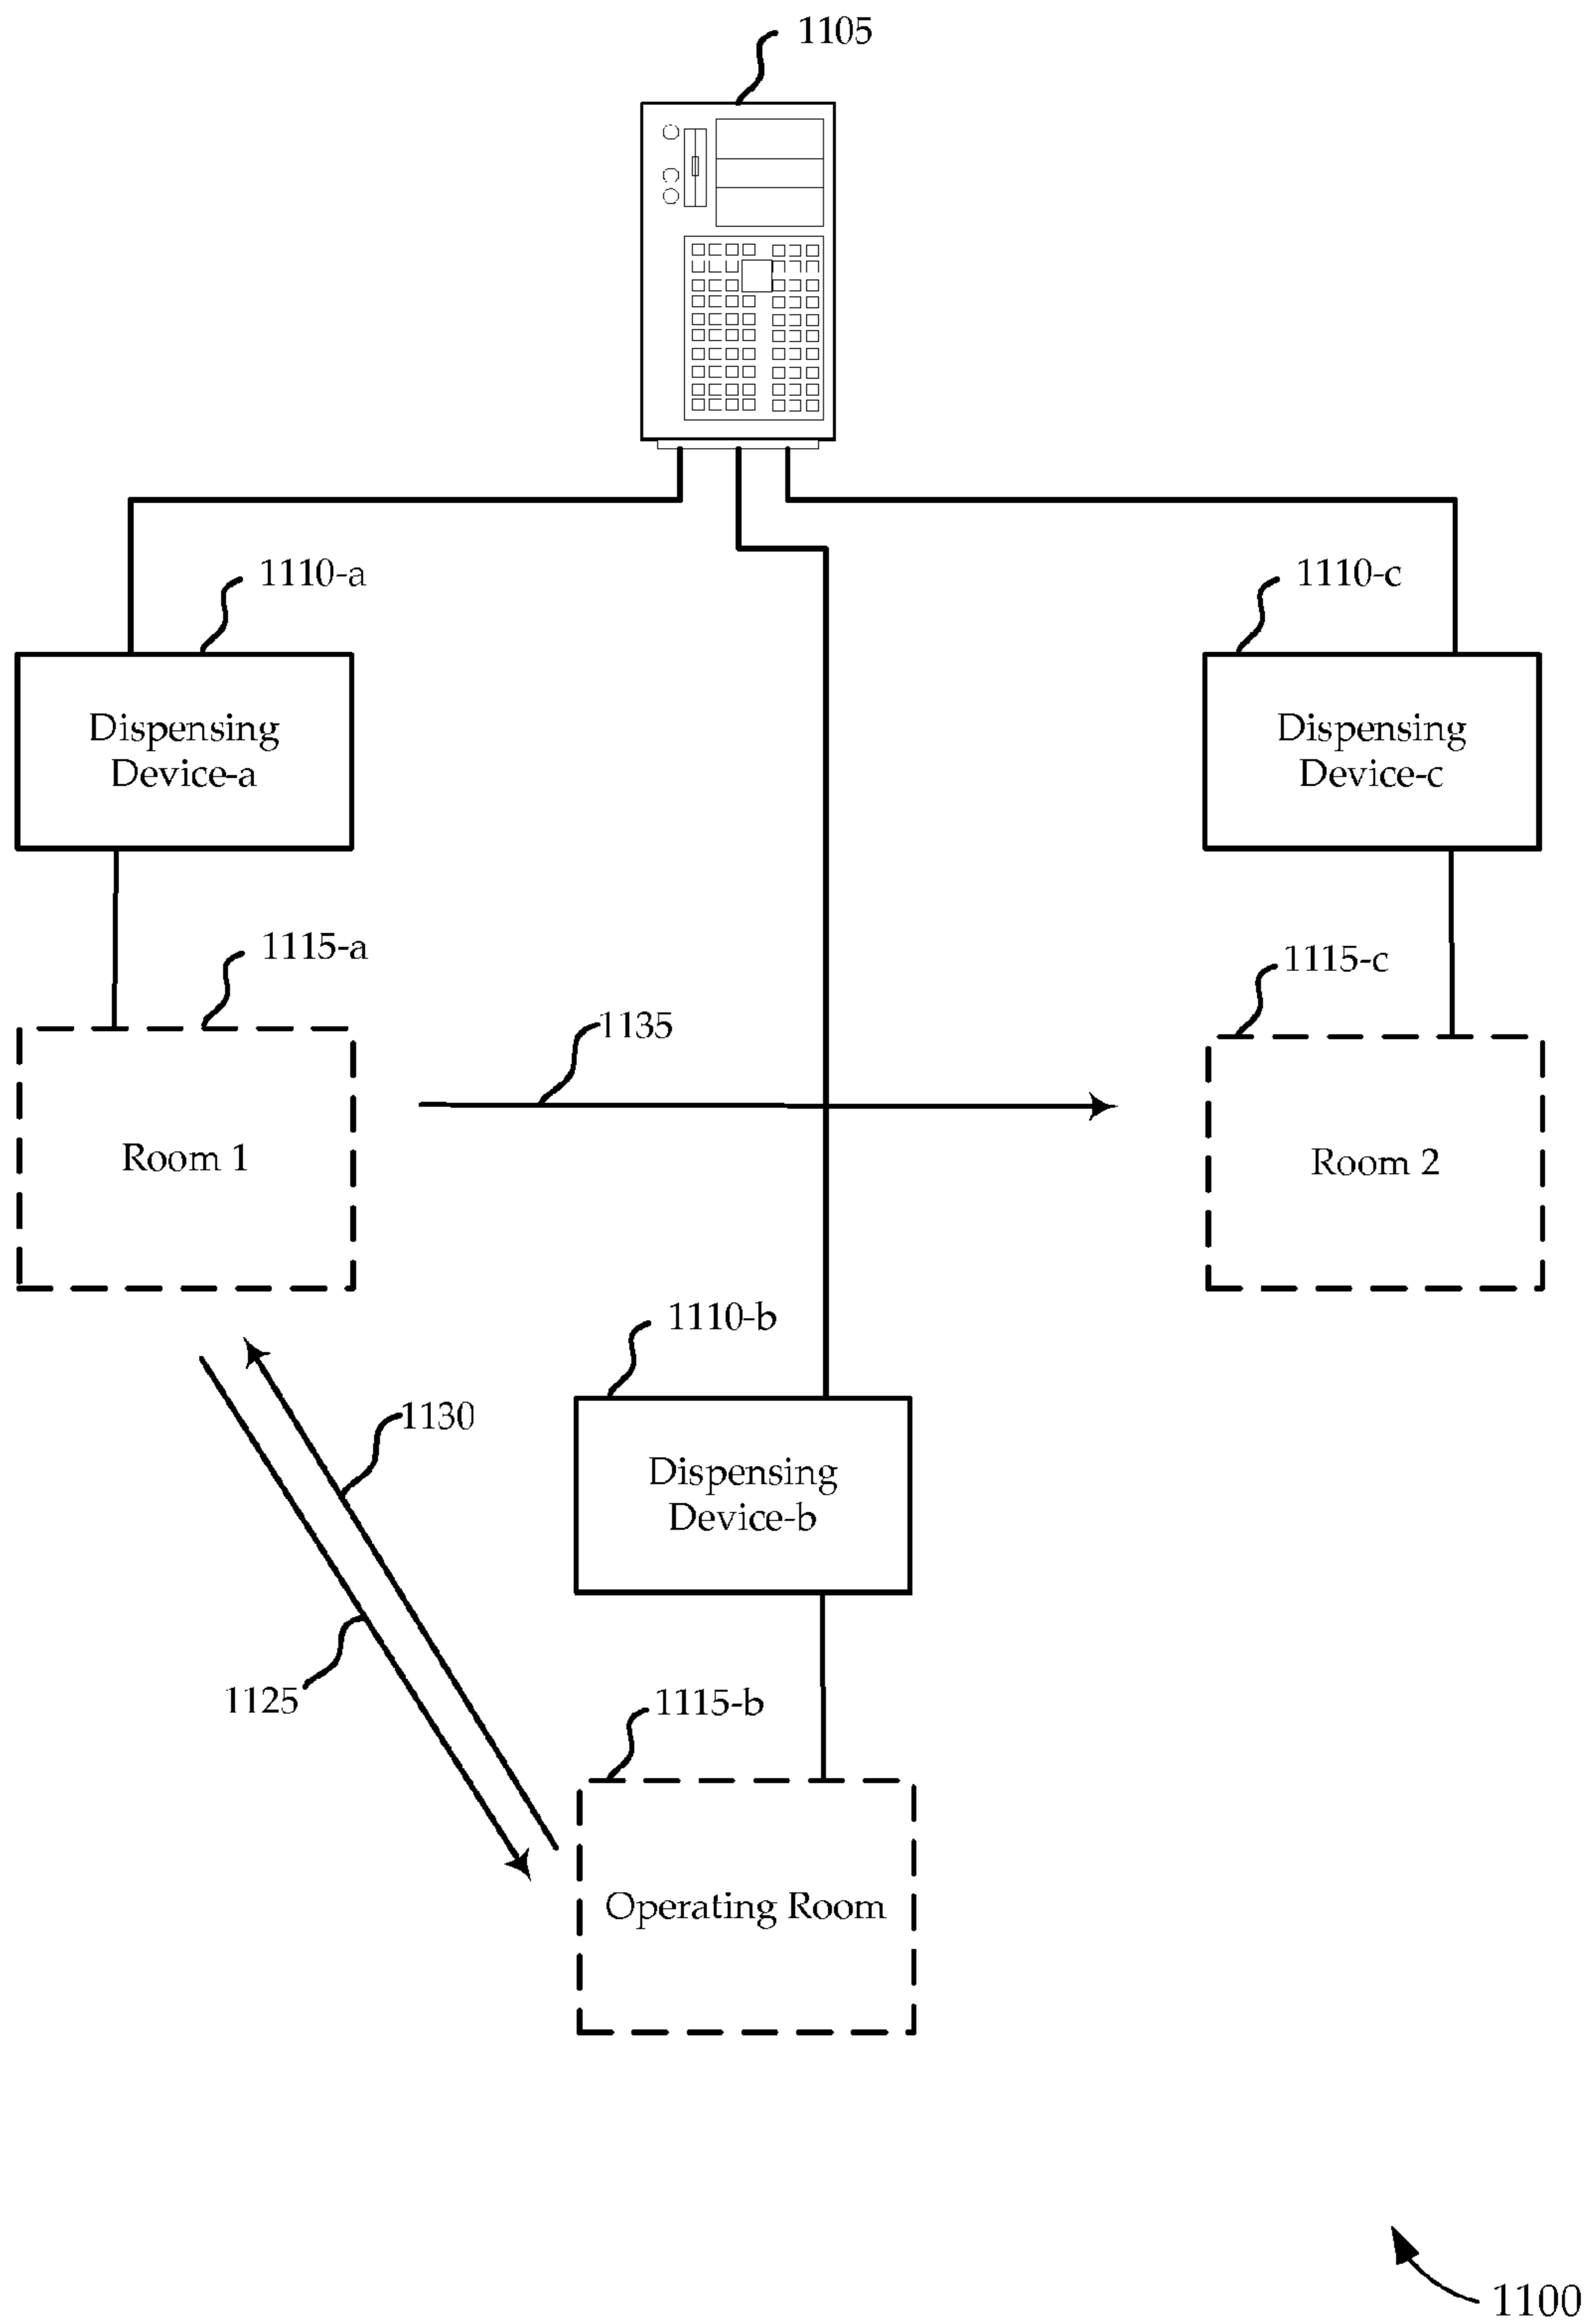 1105
1110-a
1110-c
Dispensing
Device-a
Dispensing
Device-c
1115-a
1115-c
1135
Room 1
Room 2
1110-b
1130
Dispensing
Device-b
1125
1115-b
Operating Room
1100